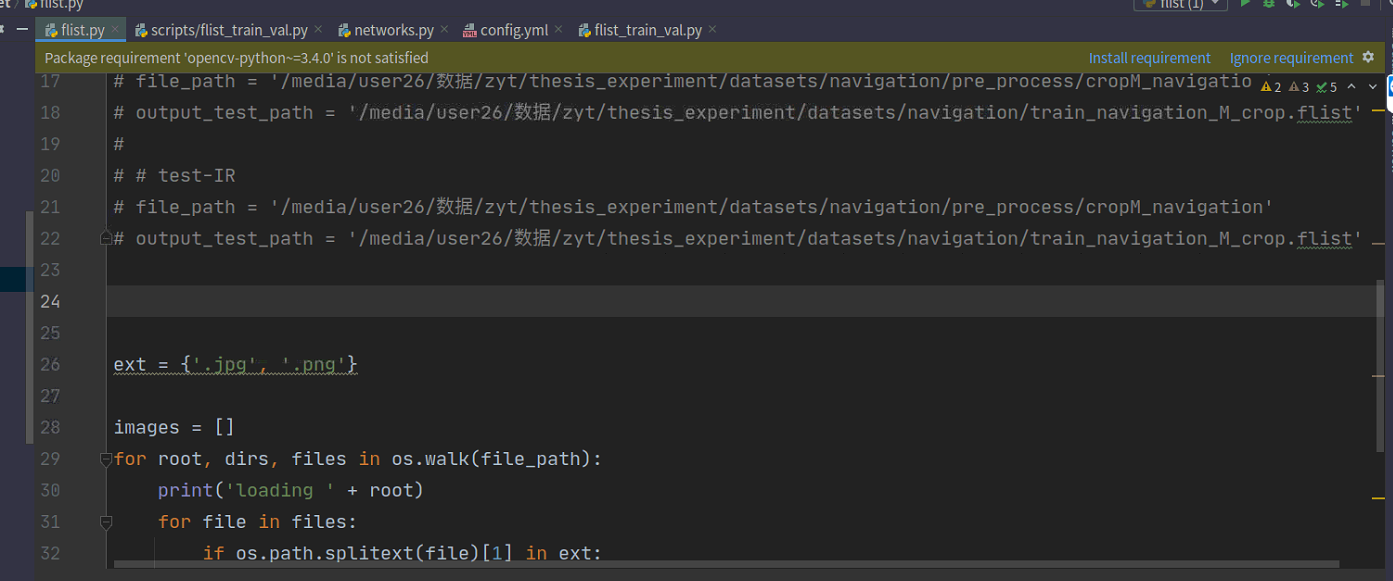 flist.py
flist (1)
flist.py
scripts/flist_train_val.py
networks.py
config.yml
flist_train_val.py
Package requirement 'opencv-python~=3.4.0' is not satisfied
Install requirement
Ignore requirement
2 3 5
17 # file_path = '/media/user26/数据/zyt/thesis_experiment/datasets/navigation/pre_process/cropM_navigatio
18 # output_test_path = '/media/user26/数据/zyt/thesis_experiment/datasets/navigation/train_navigation_M_crop.flist'
19 #
20 # # test-IR
21 # file_path = '/media/user26/数据/zyt/thesis_experiment/datasets/navigation/pre_process/cropM_navigation'
22 # output_test_path = '/media/user26/数据/zyt/thesis_experiment/datasets/navigation/train_navigation_M_crop.flist'
23
24
25
26 ext = {'.jpg', '.png'}
27
28 images = []
29 for root, dirs, files in os.walk(file_path):
30 print('loading ' + root)
31 for file in files:
32 if os.path.splitext(file)[1] in ext: